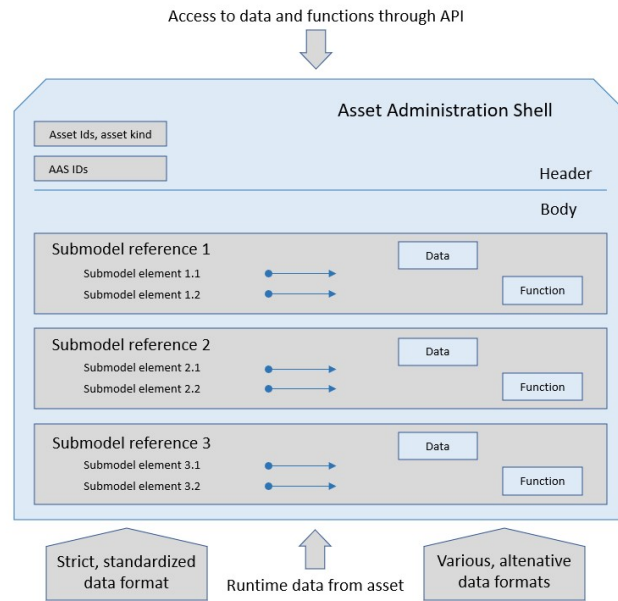 Access to data and functions through API
Asset Administration Shell
Asset Ids, asset kind
AAS IDs
Header
Body
Submodel reference 1
Data
Submodel element 1.1
Submodel element 1.2
Function
Submodel reference 2
Data
Submodel element 2.1
Submodel element 2.2
Function
Submodel reference 3
Data
Submodel element 3.1
Submodel element 3.2
Function
Strict, standardized
data format
Runtime data from asset
Various, altenative
data formats